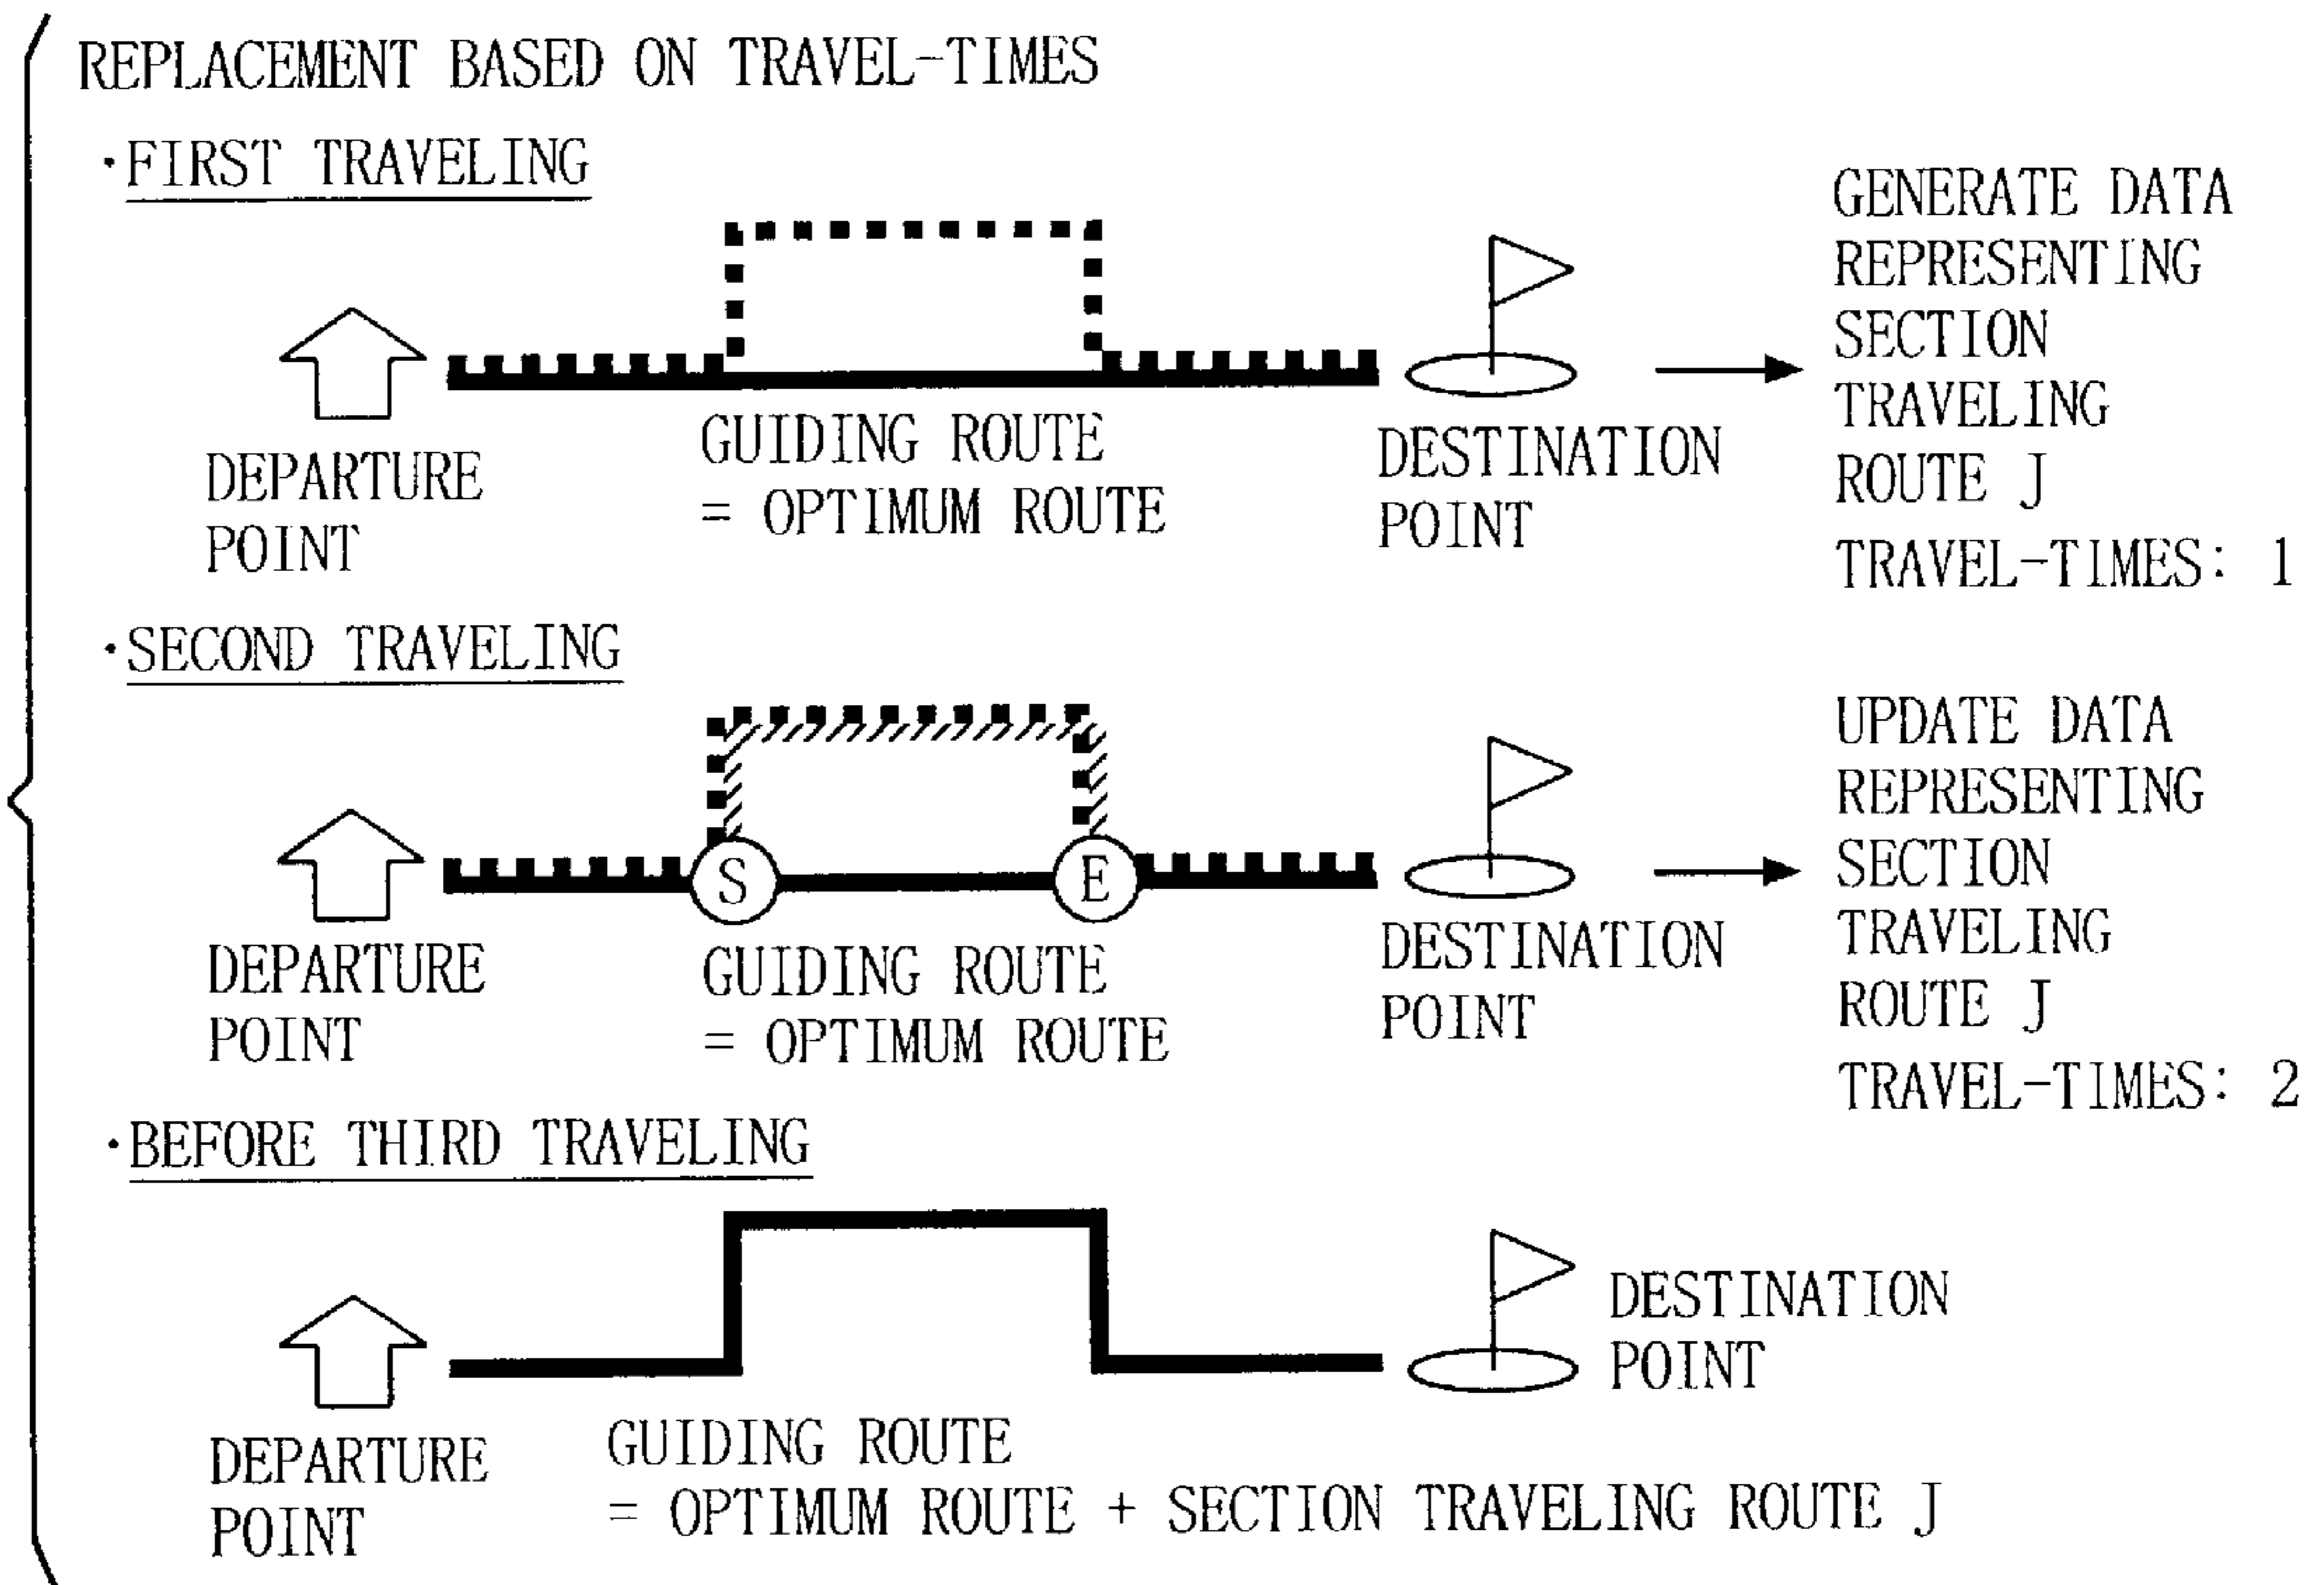 REPLACEMENT BASED ON TRAVEL-TIMES
·FIRST TRAVELING
DEPARTURE
POINT
GUIDING ROUTE
= OPTIMUM ROUTE
DESTINATION
POINT
GENERATE DATA
REPRESENTING
SECTION
TRAVELING
ROUTE J
TRAVEL-TIMES: 1
·SECOND TRAVELING
S
E
DEPARTURE
POINT
GUIDING ROUTE
= OPTIMUM ROUTE
DESTINATION
POINT
UPDATE DATA
REPRESENTING
SECTION
TRAVELING
ROUTE J
TRAVEL-TIMES: 2
·BEFORE THIRD TRAVELING
DEPARTURE
POINT
GUIDING ROUTE
= OPTIMUM ROUTE + SECTION TRAVELING ROUTE J
DESTINATION
POINT